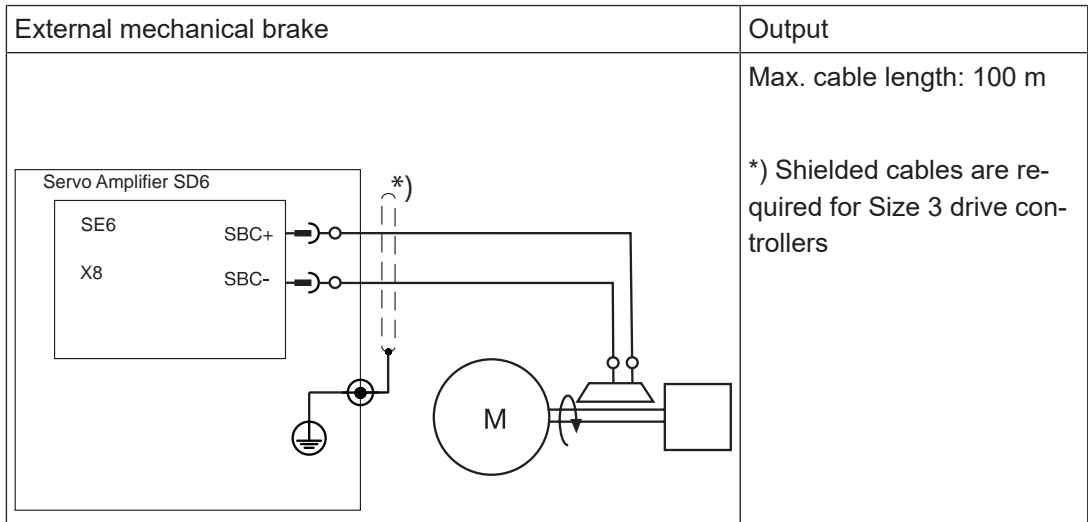 External mechanical brake
Output
Max. cable length: 100 m
*) Shielded cables are re-
quired for Size 3 drive con-
trollers
Servo Amplifier SD6
*)
SE6
SBC+
X8
SBC-
M